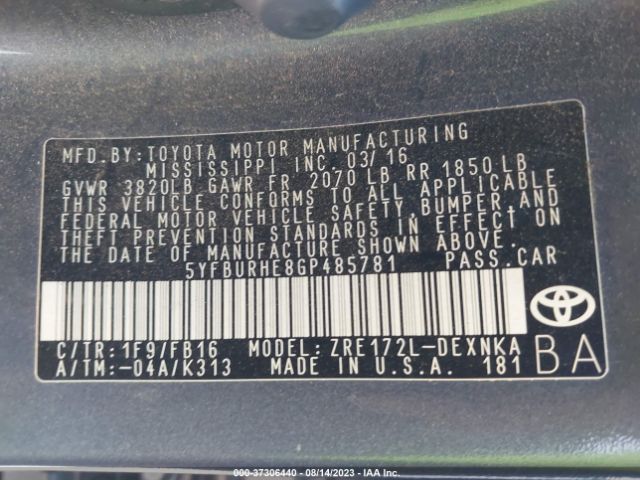 MFD.BY:TOYOTA MOTOR MANUFACTURING
MISSISSIPPI INC. 03/16
GVWR 3820LB GAWR FR 2070 LB RR 1850 LB
THIS VEHICLE CONFORMS TO ALL APPLICABLE
FEDERAL MOTOR VEHICLE SAFETY,BUMPER,AND
THEFT PREVENTION STANDARDS IN EFFECT ON
THE DATE OF MANUFACTURE SHOWN ABOVE.
5YFBURHE8GP485781 PASS.CAR
C/TR:1F9/FB16 MODEL:ZRE172L-DEXNKA
A/TM:-04A/K313 MADE IN U.S.A. 181
BA
000-37306440 - 08/14/2023 - IAA Inc.